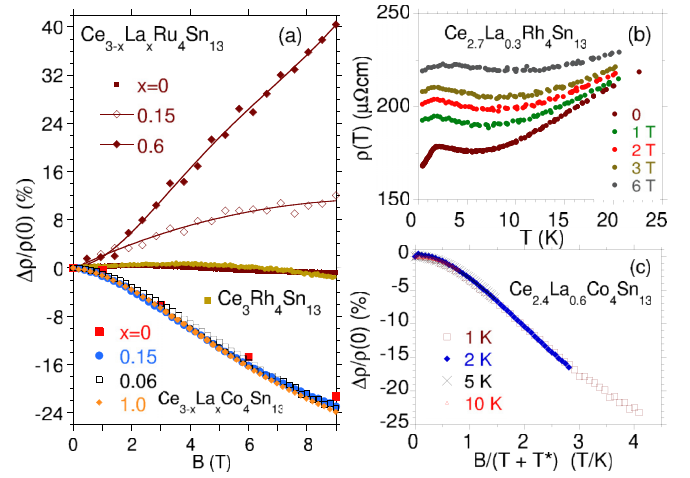 40
32
24
16
8
0
-8
-16
-24
Δρ/ρ(0) (%)
Ce3-xLaxRu4Sn13
(a)
x=0
0.15
0.6
Ce3Rh4Sn13
x=0
0.15
0.06
1.0
Ce3-xLaxCo4Sn13
0 2 4 6 8
B (T)
250
200
150
ρ(T) (μΩcm)
Ce2.7La0.3Rh4Sn13
(b)
0
1 T
2 T
3 T
6 T
0 5 10 15 20 25
T (K)
0
-5
-10
-15
-20
-25
Δρ/ρ(0) (%)
(c)
Ce2.4La0.6Co4Sn13
1 K
2 K
5 K
10 K
0 1 2 3 4
B/(T + T*) (T/K)